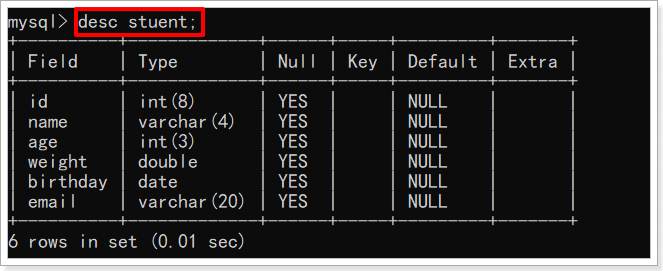 mysql> desc stuent;
+----------+-------------+------+-----+---------+-------+
| Field    | Type        | Null | Key | Default | Extra |
+----------+-------------+------+-----+---------+-------+
| id       | int(8)      | YES  |     | NULL    |       |
| name     | varchar(4)  | YES  |     | NULL    |       |
| age      | int(3)      | YES  |     | NULL    |       |
| weight   | double      | YES  |     | NULL    |       |
| birthday | date        | YES  |     | NULL    |       |
| email    | varchar(20) | YES  |     | NULL    |       |
+----------+-------------+------+-----+---------+-------+
6 rows in set (0.01 sec)